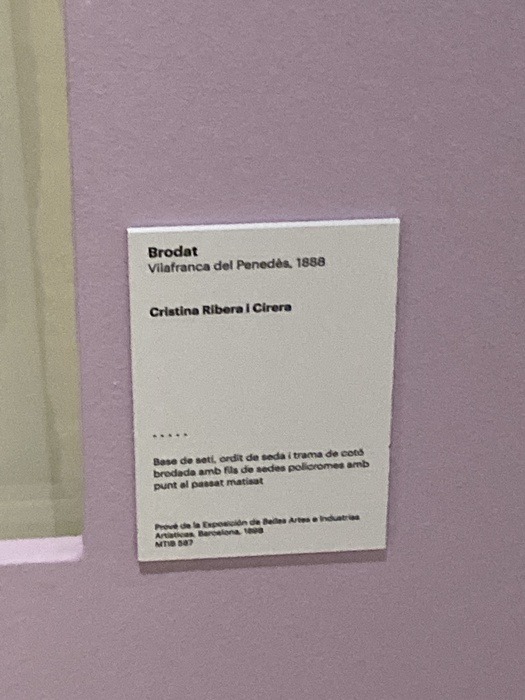 Brodat
Vilafranca del Penedès, 1888
Cristina Ribera i Cirera
.....
Base de setí, ordit de seda i trama de cotó
brodada amb fils de sedes policromes amb
punt al passat matisat
Prové de la Exposición de Bellas Artes e Industrias
Artísticas, Barcelona,
MTIB 587